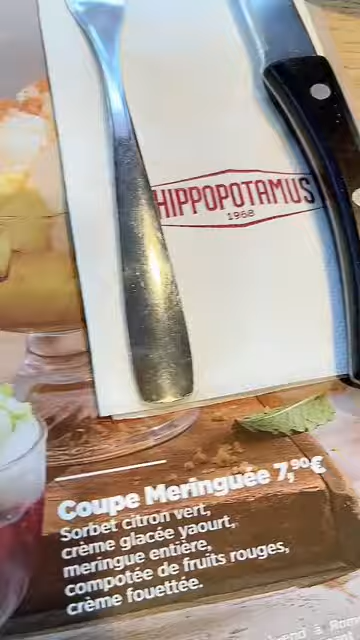 HIPPOPOTAMUS
1968
Coupe Meringuée 7,90€
Sorbet citron vert,
crème glacée yaourt,
meringue entière,
compotée de fruits rouges,
crème fouettée.